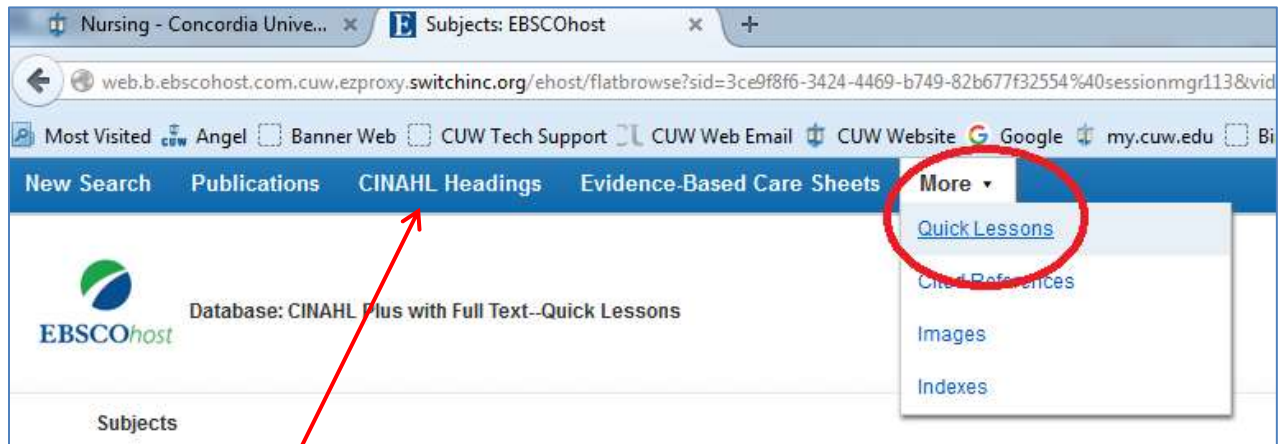 Nursing - Concordia Unive... × Subjects: EBSCOhost × +
web.b.ebscohost.com.cuw.ezproxy.switchinc.org/ehost/flatbrowse?sid=3ce9f8f6-3424-4469-b749-82b677f32554%40sessionmgr113&vid
Most Visited Angel Banner Web CUW Tech Support CUW Web Email CUW Website Google my.cuw.edu Bi
New Search Publications CINAHL Headings Evidence-Based Care Sheets More
Quick Lessons
Cited References
Images
Indexes
EBSCOhost
Database: CINAHL Plus with Full Text--Quick Lessons
Subjects